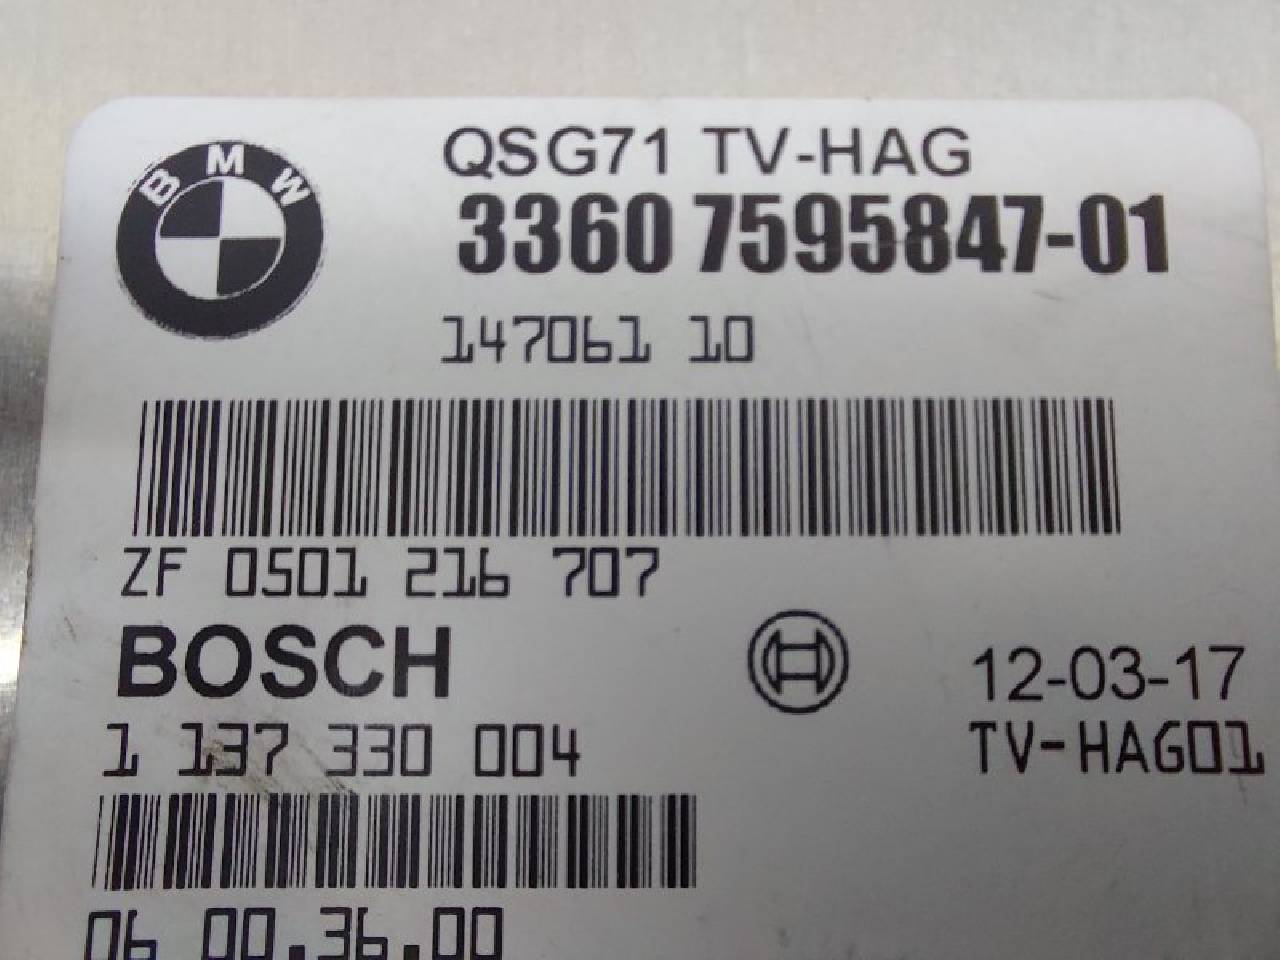 BMW
QSG71 TV-HAG
3360 7595847-01
147061 10
ZF 0501 216 707
BOSCH
12-03-17
1 137 330 004
TV-HAG01
06 00.36.00